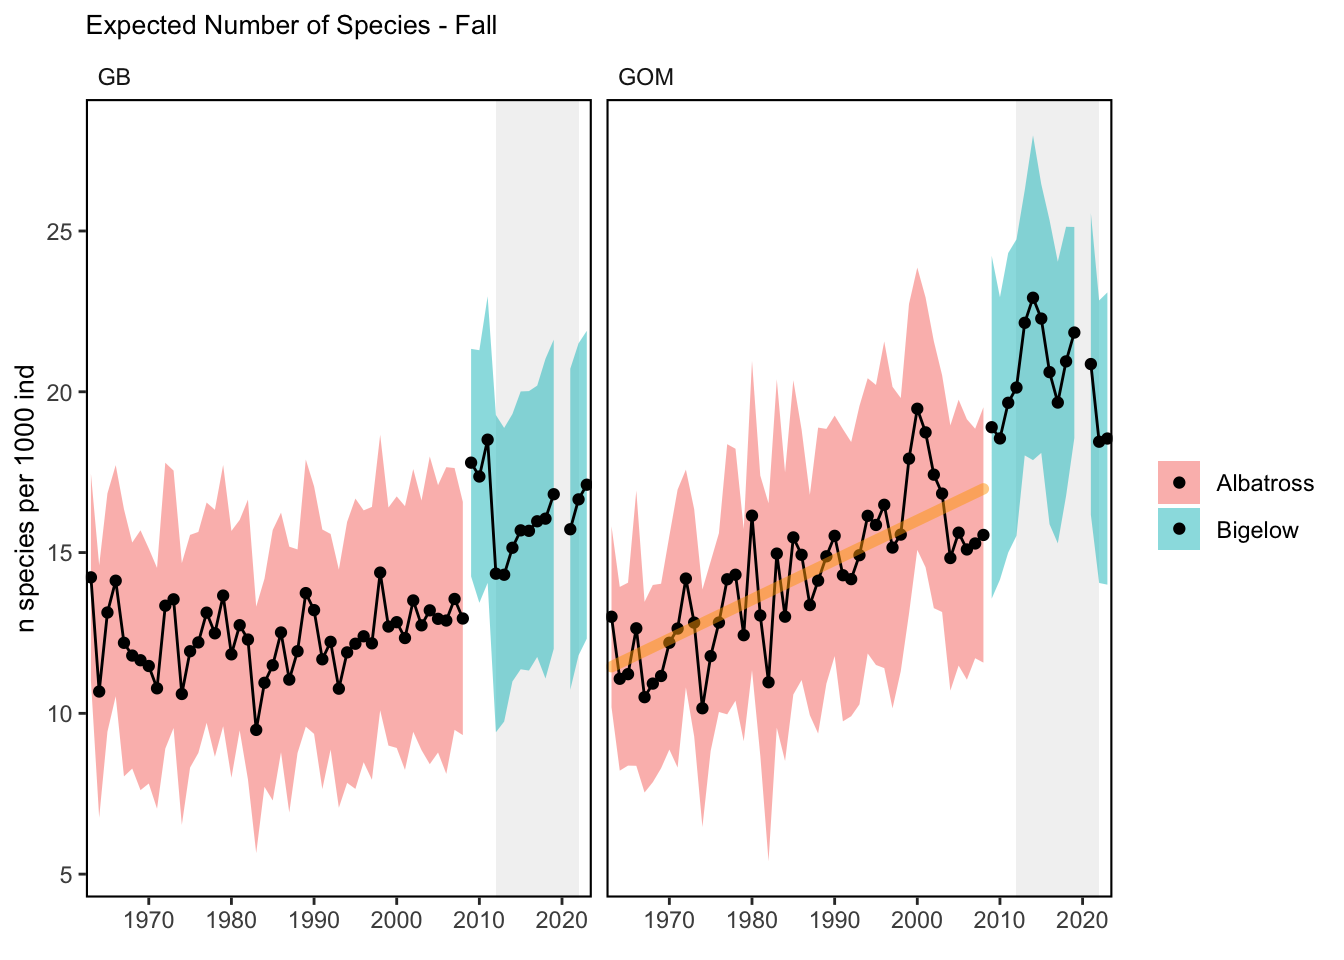 Expected Number of Species - Fall
GB
GOM
n species per 1000 ind
25
20
15
10
5
1970 1980 1990 2000 2010 2020
1970 1980 1990 2000 2010 2020
Albatross
Bigelow